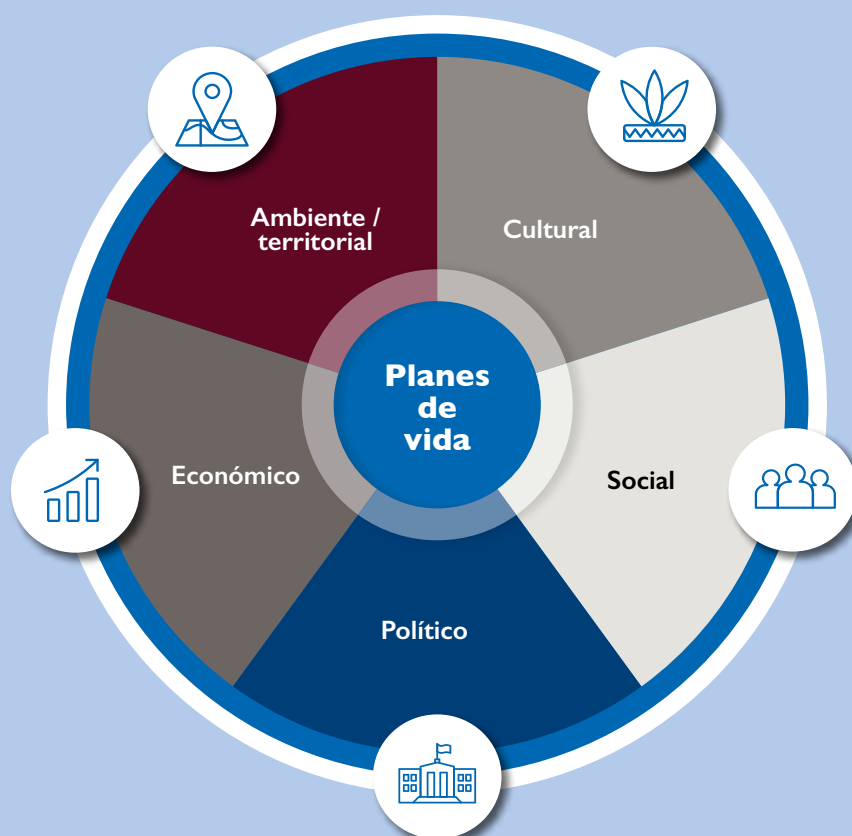 Ambiente /
territorial
Cultural
Planes
de
vida
Económico
Social
Político